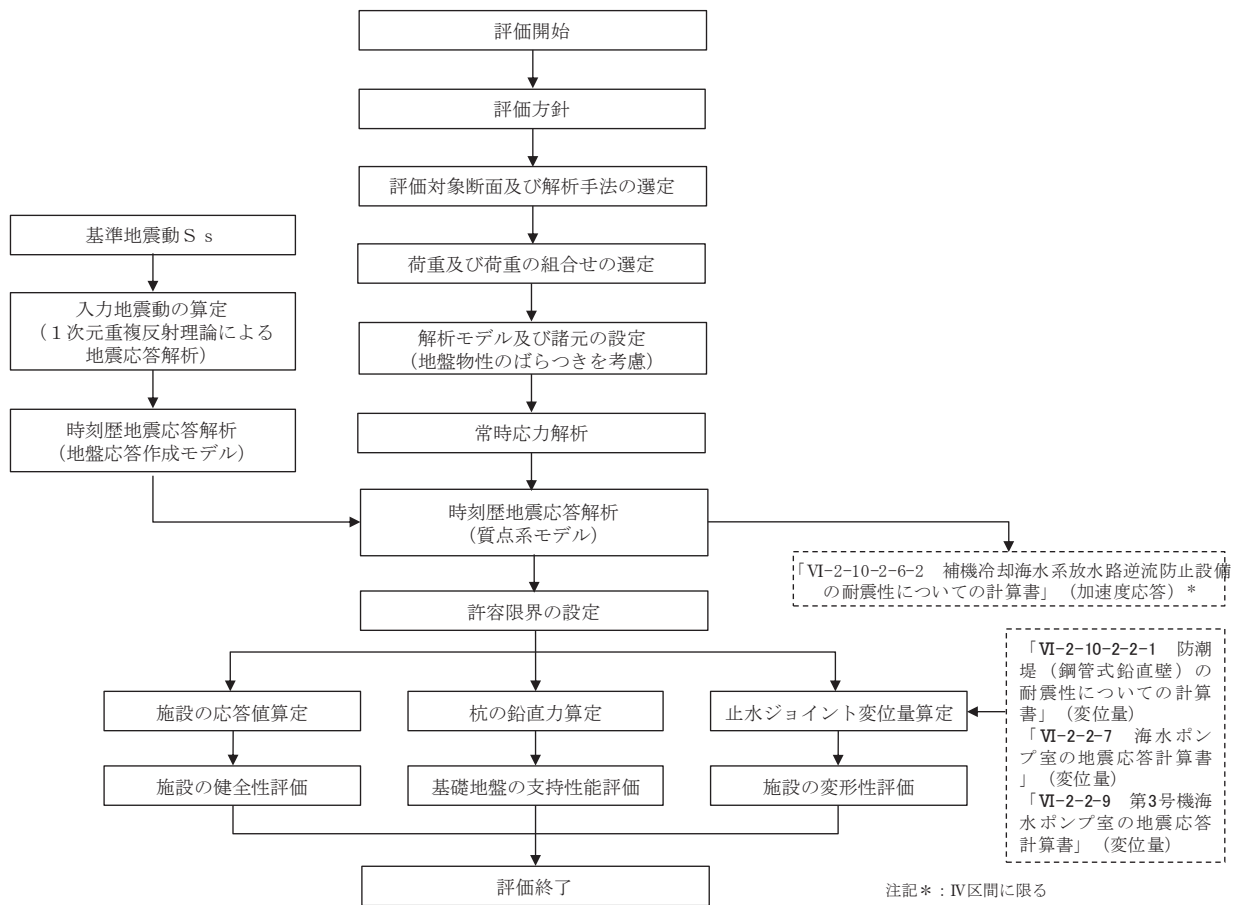 評価開始
評価方針
評価対象断面及び解析手法の選定
基準地震動Ｓｓ
荷重及び荷重の組合せの選定
入力地震動の算定
（１次元重複反射理論による
地震応答解析）
解析モデル及び諸元の設定
（地盤物性のばらつきを考慮）
時刻歴地震応答解析
（地盤応答作成モデル）
常時応力解析
時刻歴地震応答解析
（質点系モデル）
「Ⅵ-2-10-2-6-2　補機冷却海水系放水路逆流防止設備
の耐震性についての計算書」（加速度応答）＊
許容限界の設定
施設の応答値算定
杭の鉛直力算定
止水ジョイント変位量算定
「Ⅵ-2-10-2-2-1　防潮
堤（鋼管式鉛直壁）の
耐震性についての計算
書」（変位量）
「Ⅵ-2-2-7　海水ポン
プ室の地震応答計算書
」（変位量）
「Ⅵ-2-2-9　第3号機海
水ポンプ室の地震応答
計算書」（変位量）
施設の健全性評価
基礎地盤の支持性能評価
施設の変形性評価
評価終了
注記＊：Ⅳ区間に限る